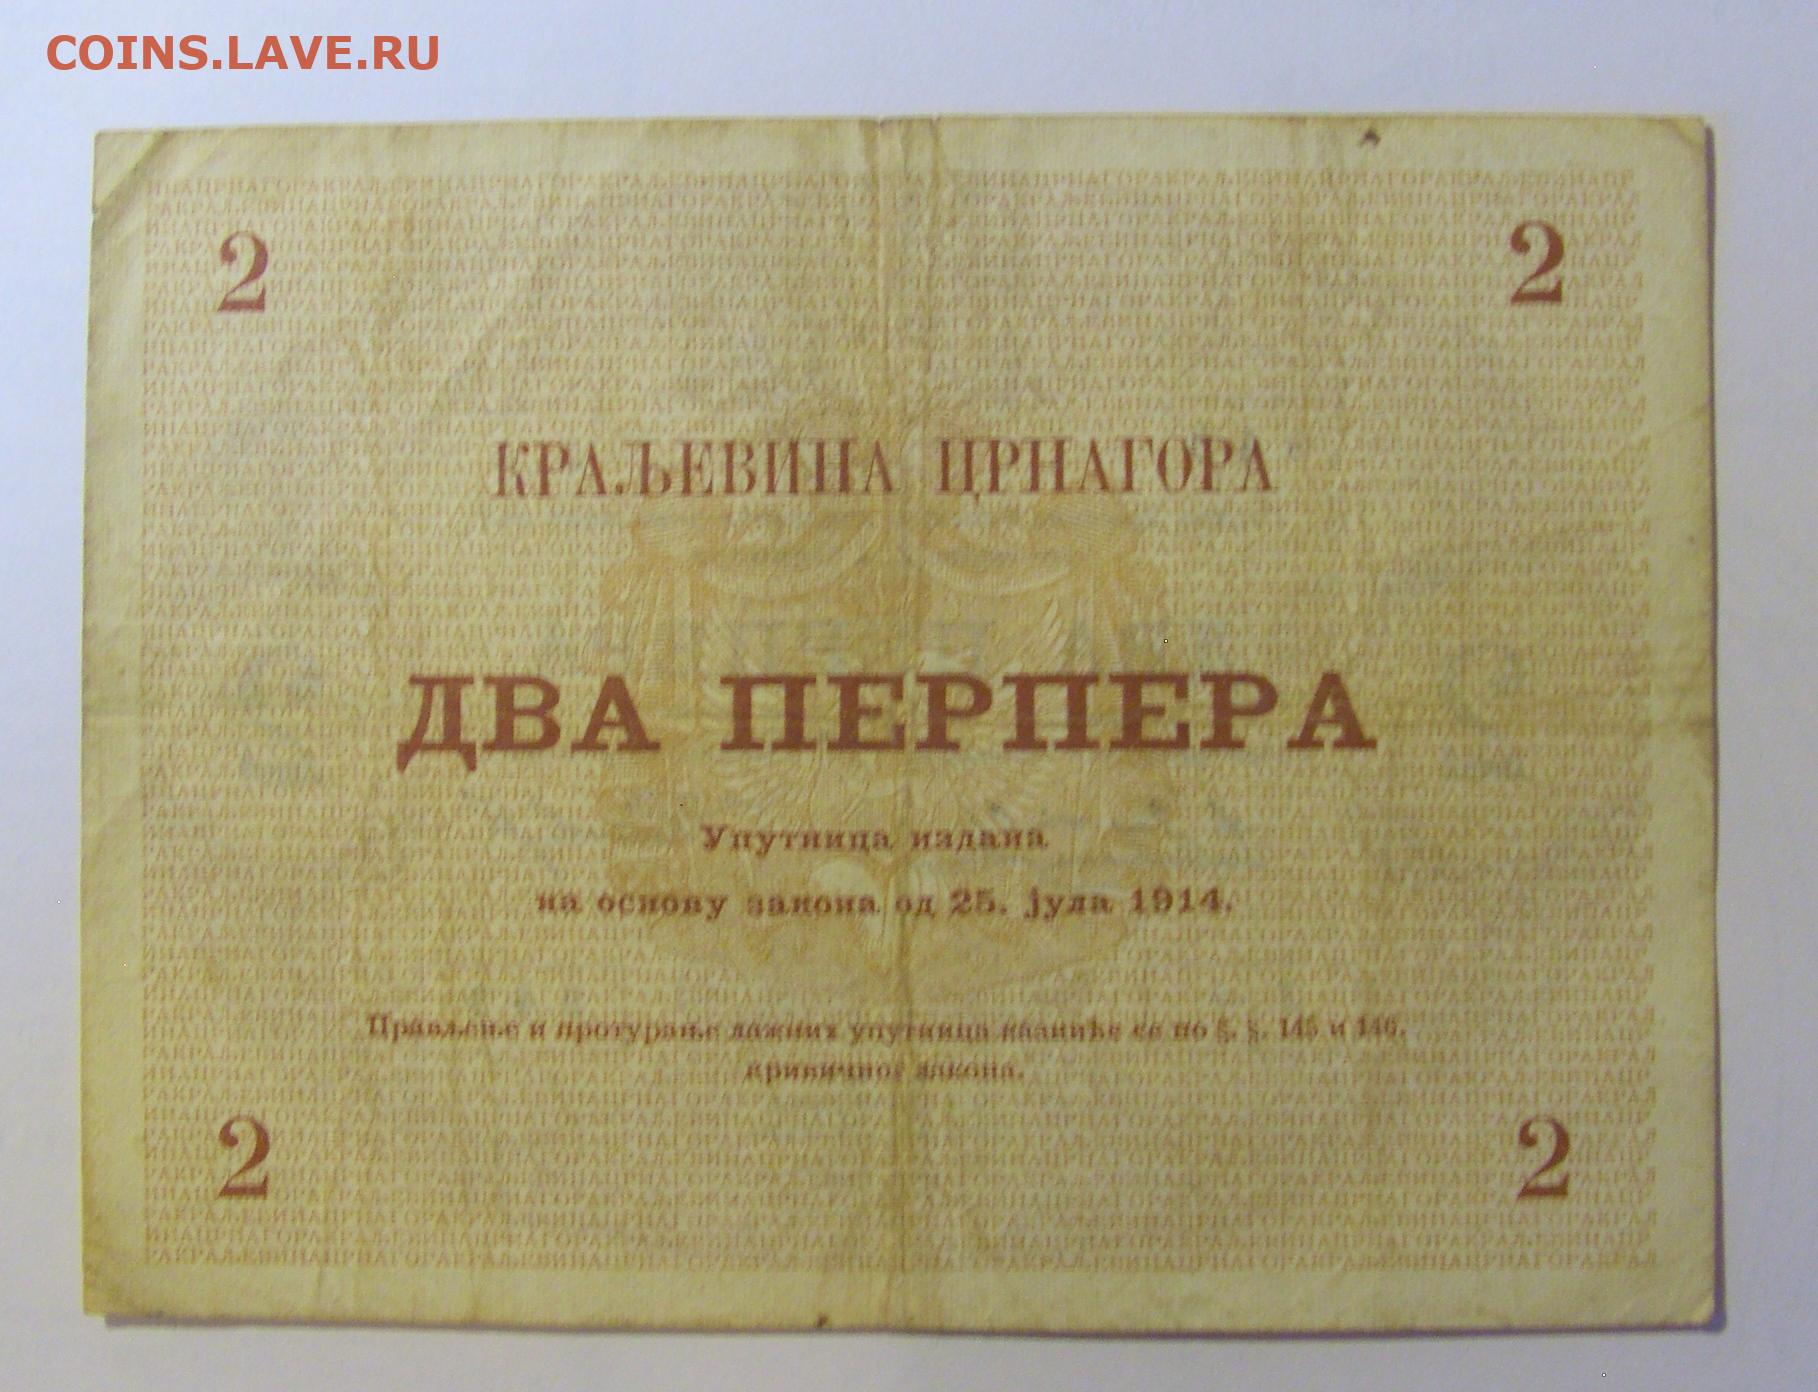 COINS.LAVE.RU
2 2
КРАЉЕВИНА ЦРНАГОРА
ДВА ПЕРПЕРА
Упутница издана
на основу закона од 25. јула 1914.
Прављење и протурање лажних упутница казниће се по §. §. 145 и 146.
кривичног закона.
2 2